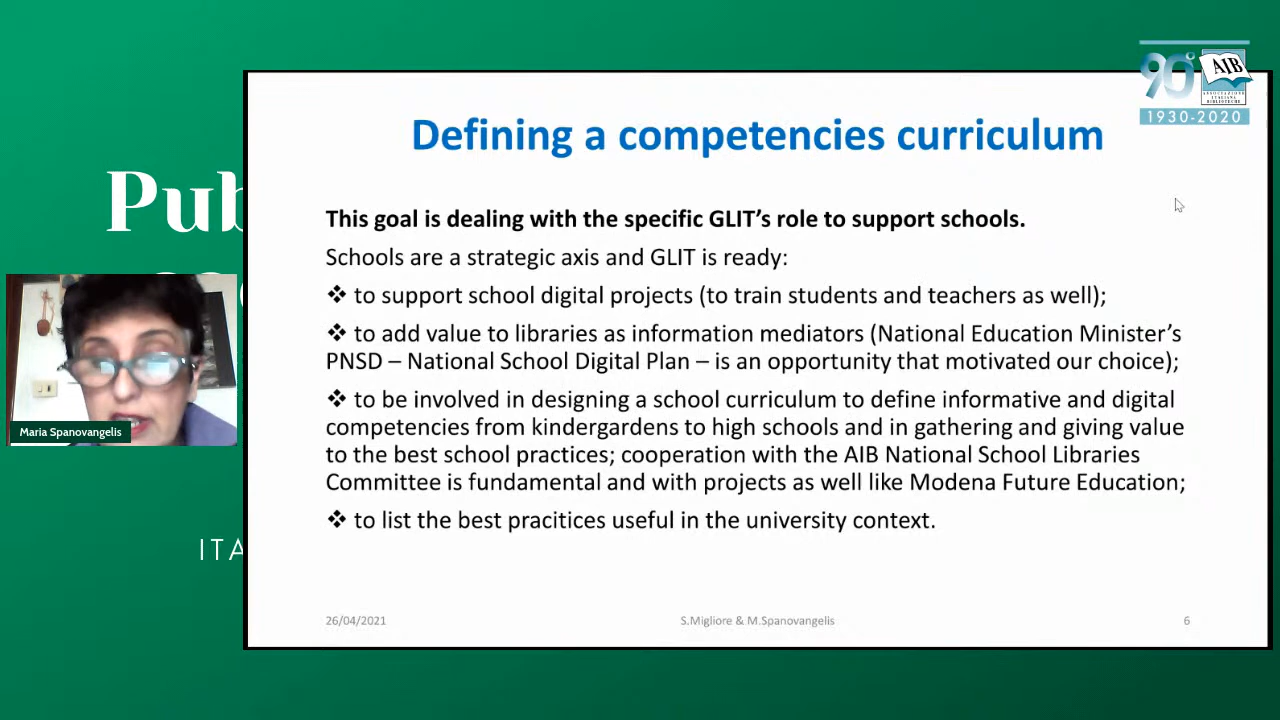 90°
AIB
ASSOCIAZIONE
ITALIANA
BIBLIOTECHE
1930-2020
Defining a competencies curriculum
This goal is dealing with the specific GLIT’s role to support schools.
Schools are a strategic axis and GLIT is ready:
❖ to support school digital projects (to train students and teachers as well);
❖ to add value to libraries as information mediators (National Education Minister’s
PNSD – National School Digital Plan – is an opportunity that motivated our choice);
❖ to be involved in designing a school curriculum to define informative and digital
competencies from kindergardens to high schools and in gathering and giving value
to the best school practices; cooperation with the AIB National School Libraries
Committee is fundamental and with projects as well like Modena Future Education;
❖ to list the best pracitices useful in the university context.
26/04/2021
S.Migliore & M.Spanovangelis
6
Pub
Maria Spanovangelis
ITA